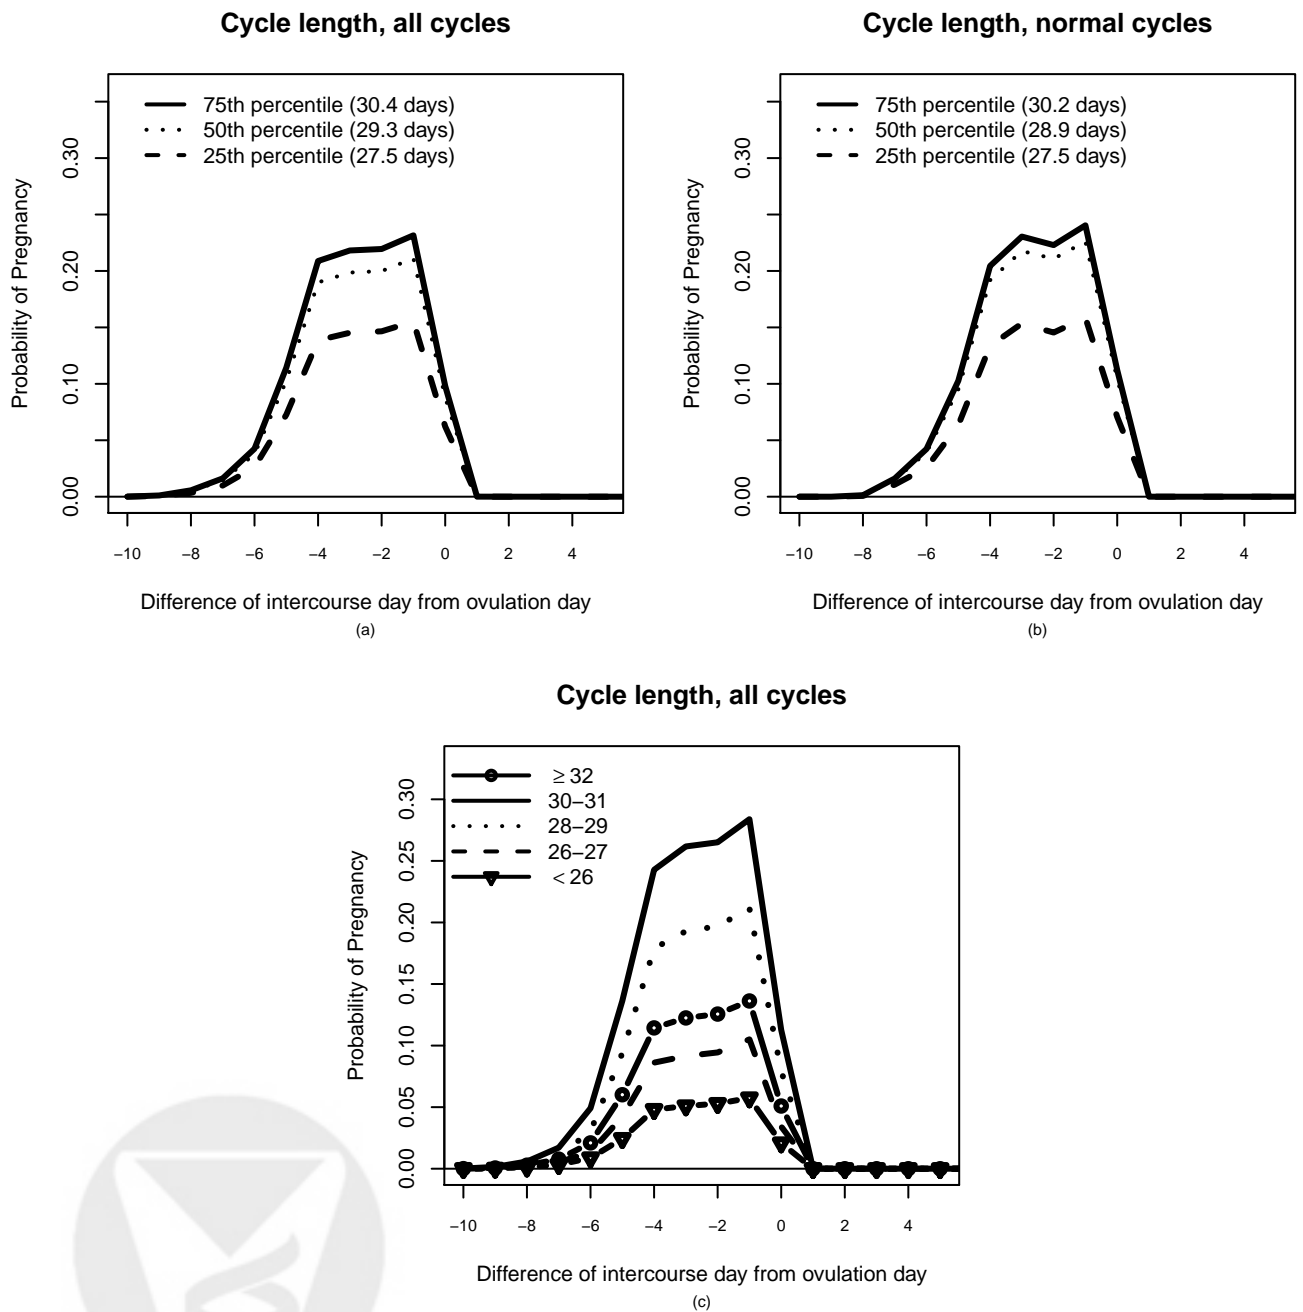 Cycle length, all cycles
75th percentile (30.4 days)
50th percentile (29.3 days)
25th percentile (27.5 days)
Probability of Pregnancy
0.00 0.10 0.20 0.30
−10 −8 −6 −4 −2 0 2 4
Difference of intercourse day from ovulation day
(a)
Cycle length, normal cycles
75th percentile (30.2 days)
50th percentile (28.9 days)
25th percentile (27.5 days)
Probability of Pregnancy
0.00 0.10 0.20 0.30
−10 −8 −6 −4 −2 0 2 4
Difference of intercourse day from ovulation day
(b)
Cycle length, all cycles
≥ 32
30−31
28−29
26−27
< 26
Probability of Pregnancy
0.00 0.05 0.10 0.15 0.20 0.25 0.30
−10 −8 −6 −4 −2 0 2 4
Difference of intercourse day from ovulation day
(c)